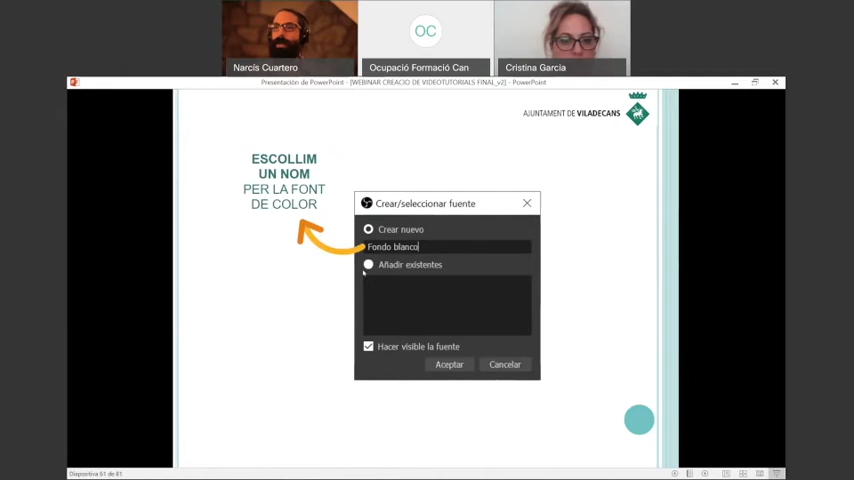 OC
Narcís Cuartero
Ocupació Formació Can
Cristina Garcia
Presentación de PowerPoint - [WEBINAR CREACIO DE VIDEOTUTORIALS FINAL_v2] - PowerPoint
AJUNTAMENT DE VILADECANS
ESCOLLIM
UN NOM
PER LA FONT
DE COLOR
Crear/seleccionar fuente
Crear nuevo
Fondo blanco
Añadir existentes
Hacer visible la fuente
Aceptar
Cancelar
Diapositiva 51 de 81